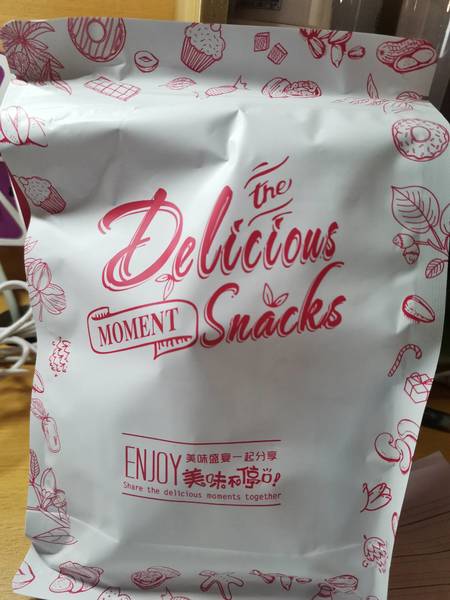 the
Delicious
MOMENT
Snacks
ENJOY
美味盛宴一起分享
美味不停口!
Share the delicious moments together